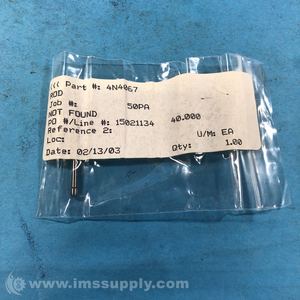 ((( Part #: 4N4067
ROD
Job #: 50PA
NOT FOUND
PO #/Line #: 15021134 40.000
Reference 2:
Loc: U/M: EA
Date: 02/13/03 Qty: 1.00
www.imssupply.com